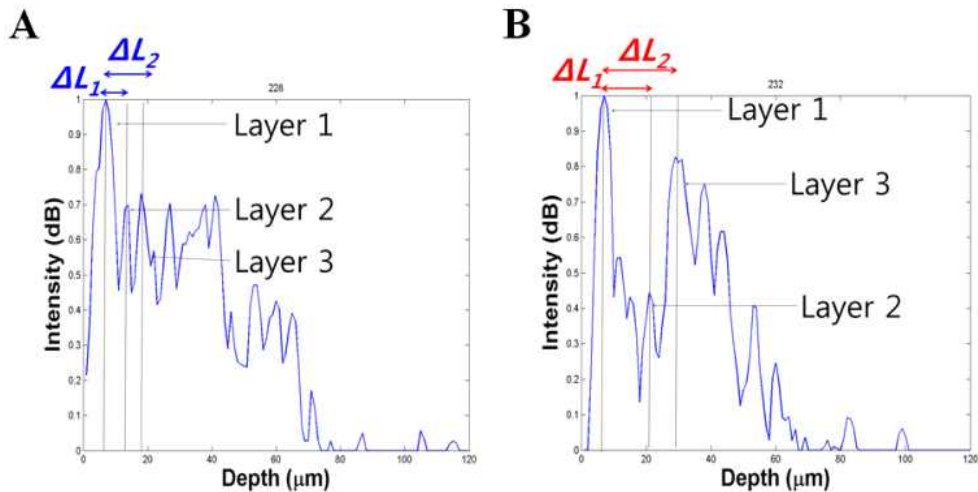 A
ΔL2
ΔL1
228
1
0.9
0.8
0.7
0.6
0.5
0.4
0.3
0.2
0.1
0
Intensity (dB)
Layer 1
Layer 2
Layer 3
0 20 40 60 80 100 120
Depth (μm)
B
ΔL2
ΔL1
232
1
0.9
0.8
0.7
0.6
0.5
0.4
0.3
0.2
0.1
0
Intensity (dB)
Layer 1
Layer 3
Layer 2
0 20 40 60 80 100 120
Depth (μm)